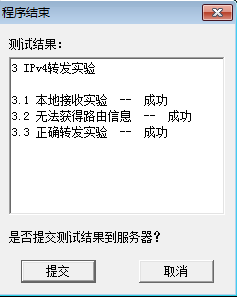 程序结束
测试结果：
3 IPv4转发实验
3.1 本地接收实验 -- 成功
3.2 无法获得路由信息 -- 成功
3.3 正确转发实验 -- 成功
是否提交测试结果到服务器？
提交
取消